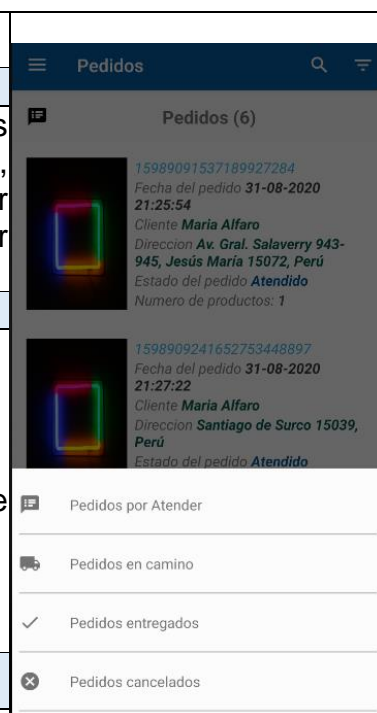 Pedidos
Pedidos (6)
15989091537189927284
Fecha del pedido 31-08-2020
21:25:54
Cliente Maria Alfaro
Direccion Av. Gral. Salaverry 943-
945, Jesús María 15072, Perú
Estado del pedido Atendido
Numero de productos: 1
1598909241652753448897
Fecha del pedido 31-08-2020
21:27:22
Cliente Maria Alfaro
Direccion Santiago de Surco 15039,
Perú
Estado del pedido Atendido
Pedidos por Atender
Pedidos en camino
Pedidos entregados
Pedidos cancelados